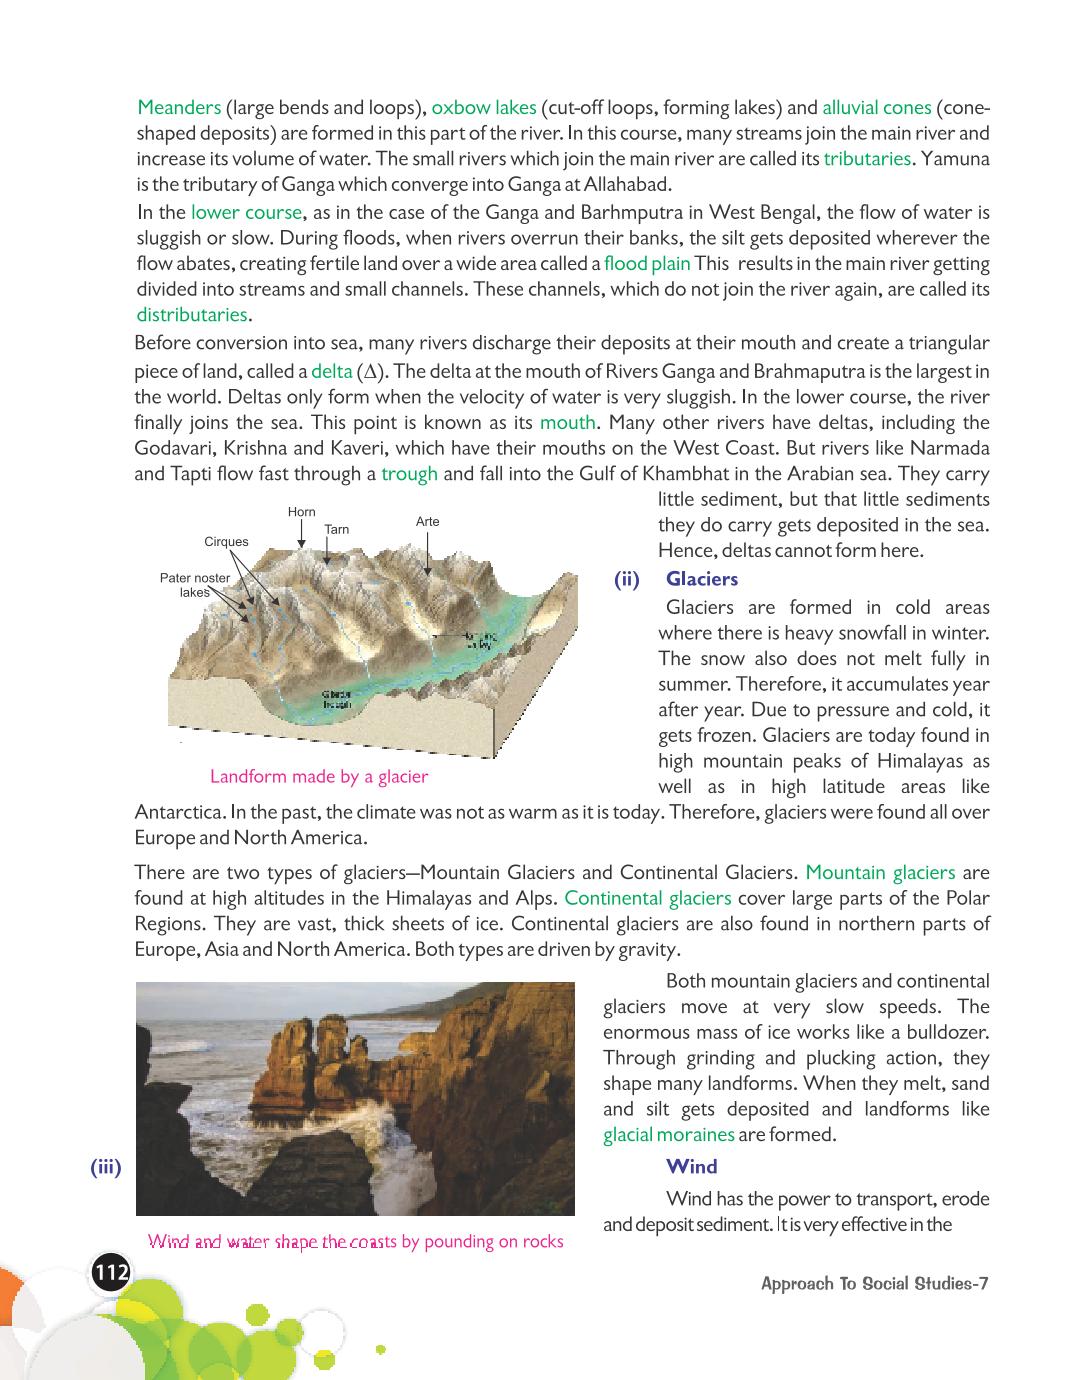 Meanders (large bends and loops), oxbow lakes (cut-off loops, forming lakes) and alluvial cones (cone-
shaped deposits) are formed in this part of the river. In this course, many streams join the main river and
increase its volume of water. The small rivers which join the main river are called its tributaries. Yamuna
is the tributary of Ganga which converge into Ganga at Allahabad.
In the lower course, as in the case of the Ganga and Barhmputra in West Bengal, the flow of water is
sluggish or slow. During floods, when rivers overrun their banks, the silt gets deposited wherever the
flow abates, creating fertile land over a wide area called a flood plain This results in the main river getting
divided into streams and small channels. These channels, which do not join the river again, are called its
distributaries.
Before conversion into sea, many rivers discharge their deposits at their mouth and create a triangular
piece of land, called a delta (Δ). The delta at the mouth of Rivers Ganga and Brahmaputra is the largest in
the world. Deltas only form when the velocity of water is very sluggish. In the lower course, the river
finally joins the sea. This point is known as its mouth. Many other rivers have deltas, including the
Godavari, Krishna and Kaveri, which have their mouths on the West Coast. But rivers like Narmada
and Tapti flow fast through a trough and fall into the Gulf of Khambhat in the Arabian sea. They carry
little sediment, but that little sediments
they do carry gets deposited in the sea.
Hence, deltas cannot form here.
Horn
Tarn
Arte
Cirques
Pater noster
lakes
Landform made by a glacier
(ii) Glaciers
Glaciers are formed in cold areas
where there is heavy snowfall in winter.
The snow also does not melt fully in
summer. Therefore, it accumulates year
after year. Due to pressure and cold, it
gets frozen. Glaciers are today found in
high mountain peaks of Himalayas as
well as in high latitude areas like
Antarctica. In the past, the climate was not as warm as it is today. Therefore, glaciers were found all over
Europe and North America.
There are two types of glaciers—Mountain Glaciers and Continental Glaciers. Mountain glaciers are
found at high altitudes in the Himalayas and Alps. Continental glaciers cover large parts of the Polar
Regions. They are vast, thick sheets of ice. Continental glaciers are also found in northern parts of
Europe, Asia and North America. Both types are driven by gravity.
Both mountain glaciers and continental
glaciers move at very slow speeds. The
enormous mass of ice works like a bulldozer.
Through grinding and plucking action, they
shape many landforms. When they melt, sand
and silt gets deposited and landforms like
glacial moraines are formed.
(iii) Wind
Wind has the power to transport, erode
and deposit sediment. It is very effective in the
Wind and water shape the coasts by pounding on rocks
112
Approach To Social Studies-7